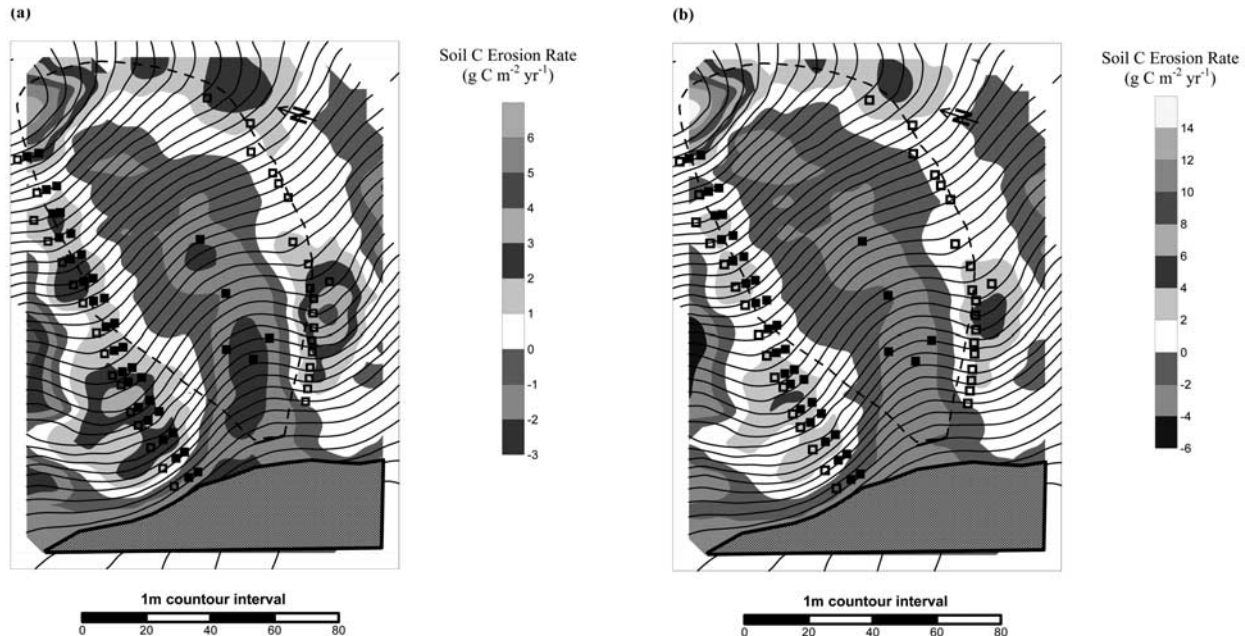 (a)
Soil C Erosion Rate
(g C m⁻² yr⁻¹)
6
5
4
3
2
1
0
-1
-2
-3
N
1m countour interval
0 20 40 60 80
(b)
Soil C Erosion Rate
(g C m⁻² yr⁻¹)
14
12
10
8
6
4
2
0
-2
-4
-6
N
1m countour interval
0 20 40 60 80